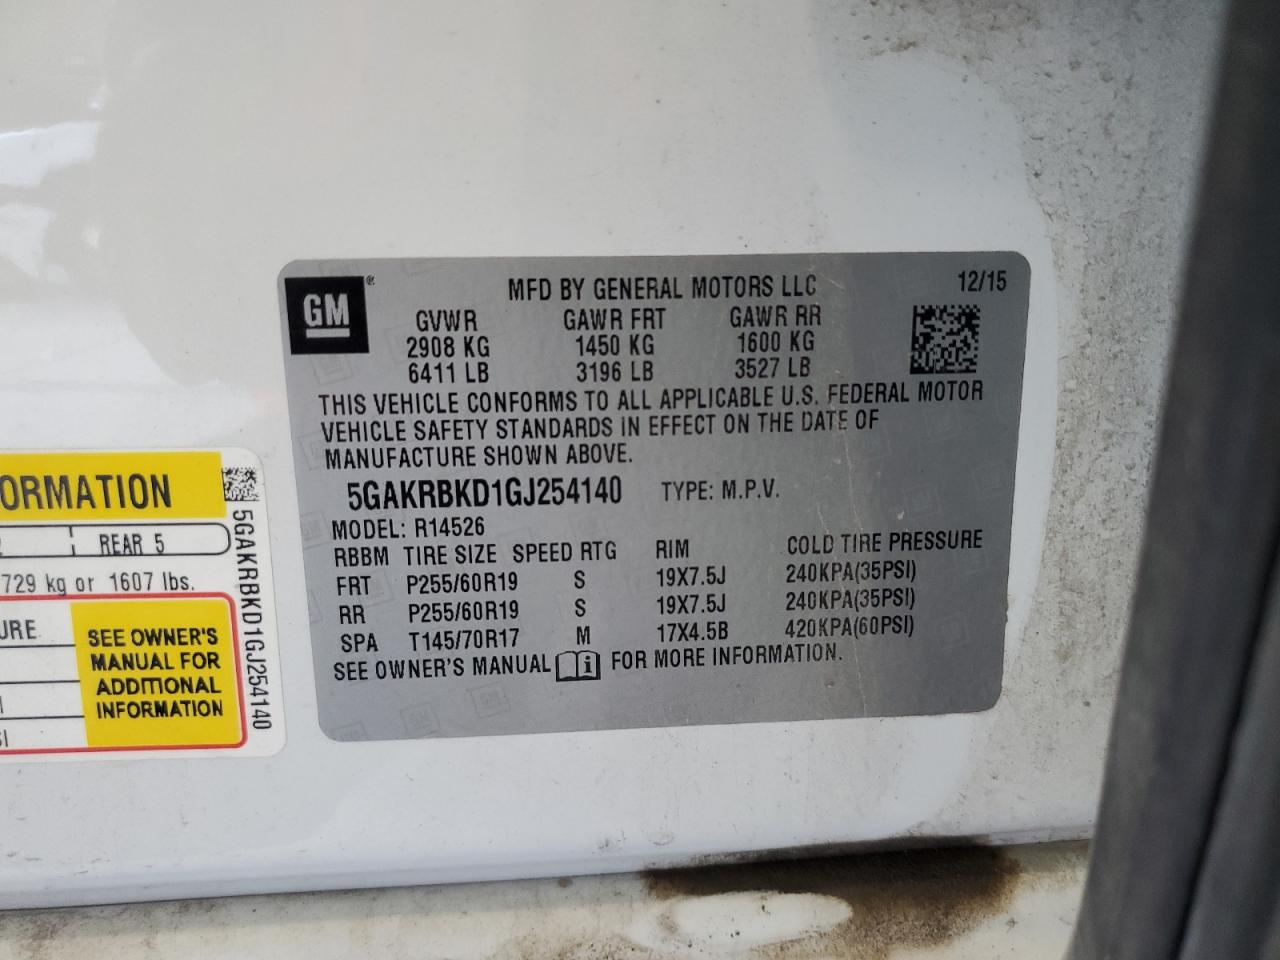 GM
®
MFD BY GENERAL MOTORS LLC
12/15
GVWR GAWR FRT GAWR RR
2908 KG 1450 KG 1600 KG
6411 LB 3196 LB 3527 LB
THIS VEHICLE CONFORMS TO ALL APPLICABLE U.S. FEDERAL MOTOR
VEHICLE SAFETY STANDARDS IN EFFECT ON THE DATE OF
MANUFACTURE SHOWN ABOVE.
5GAKRBKD1GJ254140 TYPE: M.P.V.
MODEL: R14526
RBBM TIRE SIZE SPEED RTG RIM COLD TIRE PRESSURE
FRT P255/60R19 S 19X7.5J 240KPA(35PSI)
RR P255/60R19 S 19X7.5J 240KPA(35PSI)
SPA T145/70R17 M 17X4.5B 420KPA(60PSI)
SEE OWNER'S MANUAL i FOR MORE INFORMATION.
ORMATION
REAR 5
729 kg or 1607 lbs.
URE
SEE OWNER'S
MANUAL FOR
ADDITIONAL
INFORMATION
SI
5GAKRBKD1GJ254140